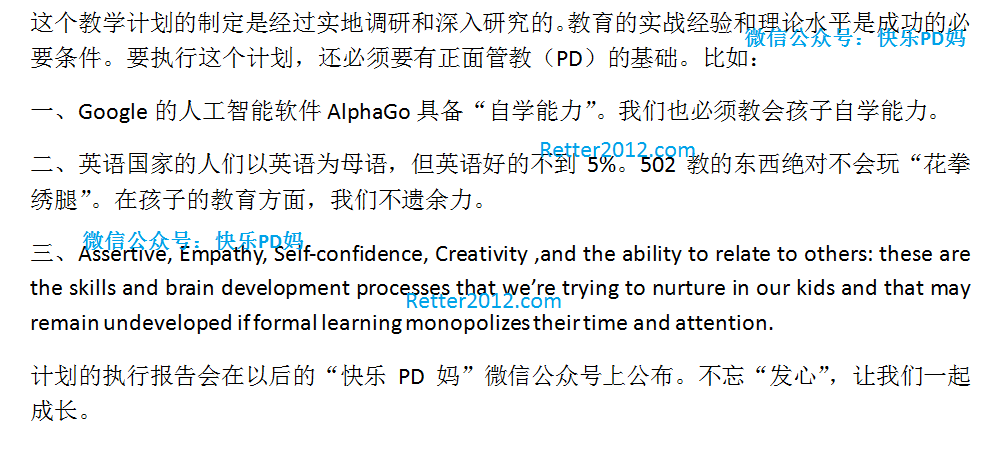 这个教学计划的制定是经过实地调研和深入研究的。教育的实战经验和理论水平是成功的必
微信公众号：快乐PD妈
要条件。要执行这个计划，还必须要有正面管教（PD）的基础。比如：
一、Google 的人工智能软件 AlphaGo 具备“自学能力”。我们也必须教会孩子自学能力。
Retter2012.com
二、英语国家的人们以英语为母语，但英语好的不到 5%。502 教的东西绝对不会玩“花拳
绣腿”。在孩子的教育方面，我们不遗余力。
微信公众号：快乐PD妈
三、Assertive, Empathy, Self-confidence, Creativity ,and the ability to relate to others: these are
the skills and brain development processes that we’re trying to nurture in our kids and that may
Retter2012.com
remain undeveloped if formal learning monopolizes their time and attention.
计划的执行报告会在以后的“快乐 PD 妈”微信公众号上公布。不忘“发心”，让我们一起
成长。